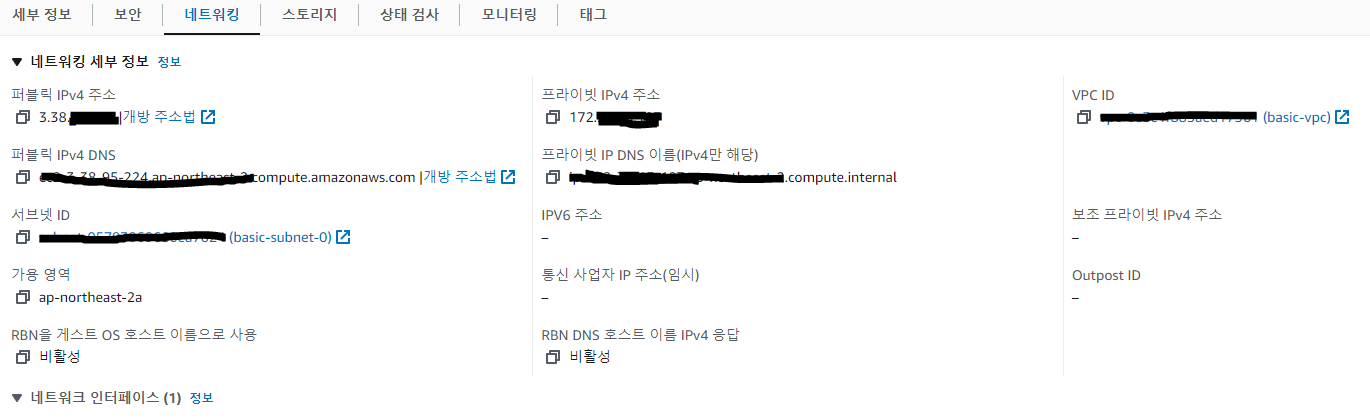 세부 정보 보안 네트워킹 스토리지 상태 검사 모니터링 태그
▼ 네트워킹 세부 정보 정보
퍼블릭 IPv4 주소
3.38. |개방 주소법
프라이빗 IPv4 주소
172.
VPC ID
(basic-vpc)
퍼블릭 IPv4 DNS
compute.amazonaws.com |개방 주소법
프라이빗 IP DNS 이름(IPv4만 해당)
.compute.internal
서브넷 ID
(basic-subnet-0)
IPV6 주소
–
보조 프라이빗 IPv4 주소
–
가용 영역
ap-northeast-2a
통신 사업자 IP 주소(임시)
–
Outpost ID
–
RBN을 게스트 OS 호스트 이름으로 사용
비활성
RBN DNS 호스트 이름 IPv4 응답
비활성
▼ 네트워크 인터페이스 (1) 정보